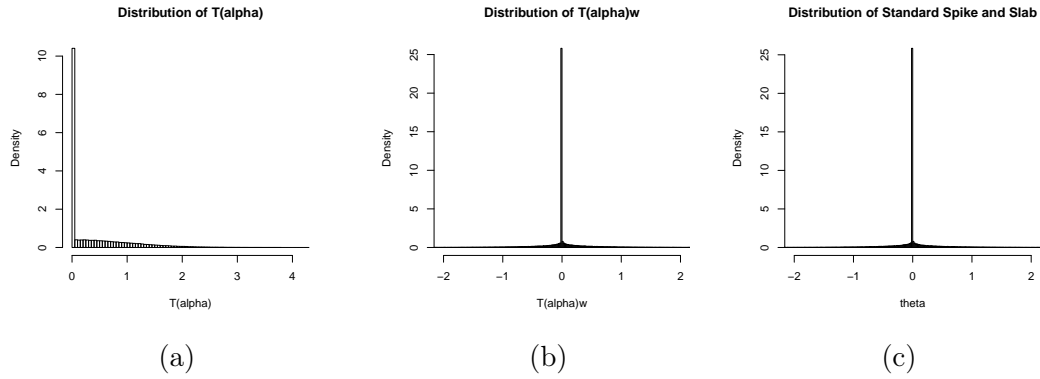 Distribution of T(alpha)
Density
0
2
4
6
8
10
0 1 2 3 4
T(alpha)
(a)
Distribution of T(alpha)w
Density
0
5
10
15
20
25
−2 −1 0 1 2
T(alpha)w
(b)
Distribution of Standard Spike and Slab
Density
0
5
10
15
20
25
−2 −1 0 1 2
theta
(c)